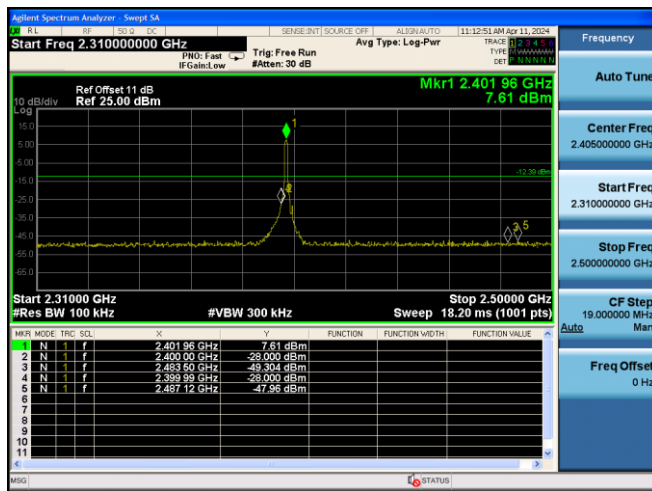 Agilent Spectrum Analyzer - Swept SA
RL RF 50 Ω DC SENSE:INT SOURCE OFF ALIGNAUTO 11:12:51 AM Apr 11, 2024
Start Freq 2.310000000 GHz
PNO: Fast
IFGain:Low
Trig: Free Run
#Atten: 30 dB
Avg Type: Log-Pwr
TRACE 1 2 3 4 5 6
TYPE
DET P N N N N N
Frequency
Ref Offset 11 dB
10 dB/div Ref 25.00 dBm
Log
Mkr1 2.401 96 GHz
7.61 dBm
15.0
5.00
-5.00
-15.0
-25.0
-35.0
-45.0
-55.0
-65.0
1
-12.39 dBm
3 5
Start 2.31000 GHz
#Res BW 100 kHz
#VBW 300 kHz
Stop 2.50000 GHz
Sweep 18.20 ms (1001 pts)
MKR MODE TRC SCL X Y FUNCTION FUNCTION WIDTH FUNCTION VALUE
1 N 1 f 2.401 96 GHz 7.61 dBm
2 N 1 f 2.400 00 GHz -28.000 dBm
3 N 1 f 2.483 50 GHz -49.304 dBm
4 N 1 f 2.399 99 GHz -28.000 dBm
5 N 1 f 2.487 12 GHz -47.96 dBm
6
7
8
9
10
11
MSG
STATUS
Auto Tune
Center Freq
2.405000000 GHz
Start Freq
2.310000000 GHz
Stop Freq
2.500000000 GHz
CF Step
19.000000 MHz
Auto Man
Freq Offset
0 Hz